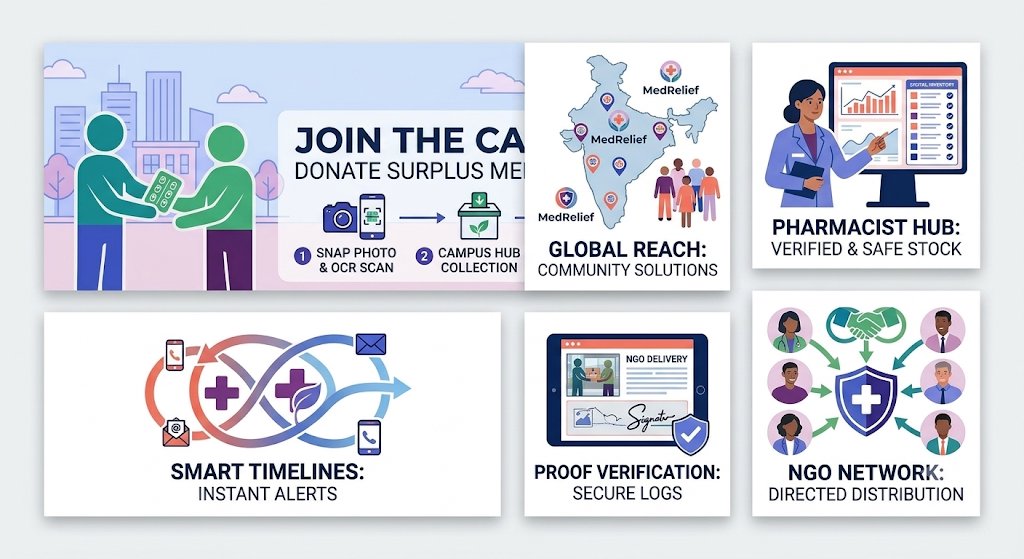 JOIN THE CA
DONATE SURPLUS ME
1 SNAP PHOTO
& OCR SCAN
2 CAMPUS HUB
COLLECTION
MedRelief
MedRelief
MedRelief
GLOBAL REACH:
COMMUNITY SOLUTIONS
DIGITAL INVENTORY
PHARMACIST HUB:
VERIFIED & SAFE STOCK
@
SMART TIMELINES:
INSTANT ALERTS
NGO DELIVERY
PROOF VERIFICATION:
SECURE LOGS
NGO NETWORK:
DIRECTED DISTRIBUTION